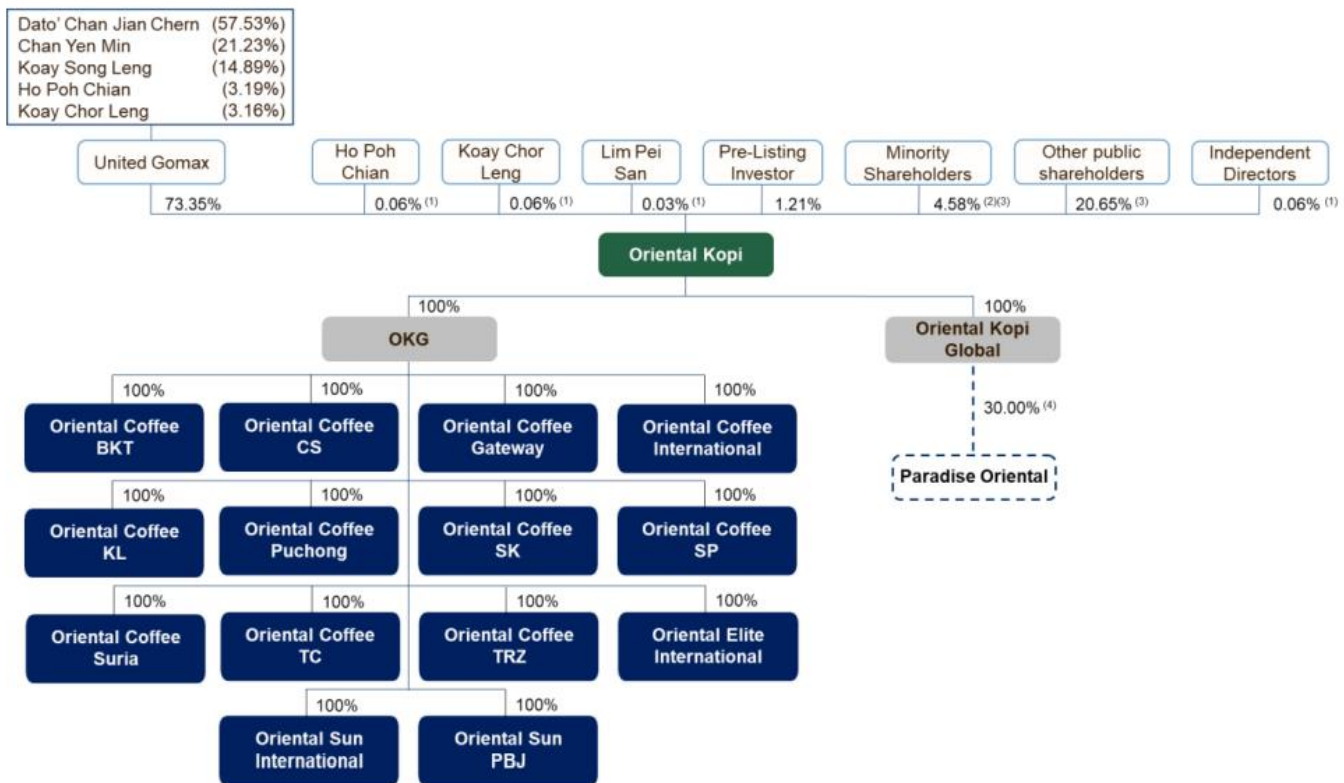 Dato' Chan Jian Chern (57.53%)
Chan Yen Min (21.23%)
Koay Song Leng (14.89%)
Ho Poh Chian (3.19%)
Koay Chor Leng (3.16%)
United Gomax
Ho Poh
Chian
Koay Chor
Leng
Lim Pei
San
Pre-Listing
Investor
Minority
Shareholders
Other public
shareholders
Independent
Directors
73.35%
0.06% (1)
0.06% (1)
0.03% (1)
1.21%
4.58% (2)(3)
20.65% (3)
0.06% (1)
Oriental Kopi
100%
100%
OKG
Oriental Kopi
Global
100%
100%
100%
100%
30.00% (4)
Oriental Coffee
BKT
Oriental Coffee
CS
Oriental Coffee
Gateway
Oriental Coffee
International
Paradise Oriental
100%
100%
100%
100%
Oriental Coffee
KL
Oriental Coffee
Puchong
Oriental Coffee
SK
Oriental Coffee
SP
100%
100%
100%
100%
Oriental Coffee
Suria
Oriental Coffee
TC
Oriental Coffee
TRZ
Oriental Elite
International
100%
100%
Oriental Sun
International
Oriental Sun
PBJ